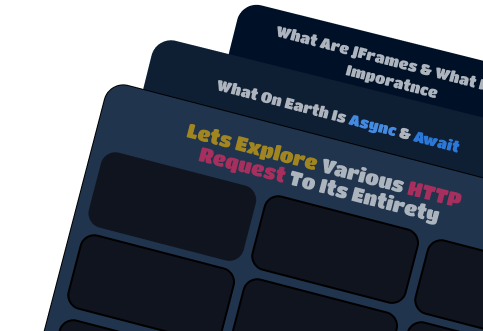 What Are JFrames & What I
Imporatnce
What On Earth Is Async & Await
Lets Explore Various HTTP
Request To Its Entirety